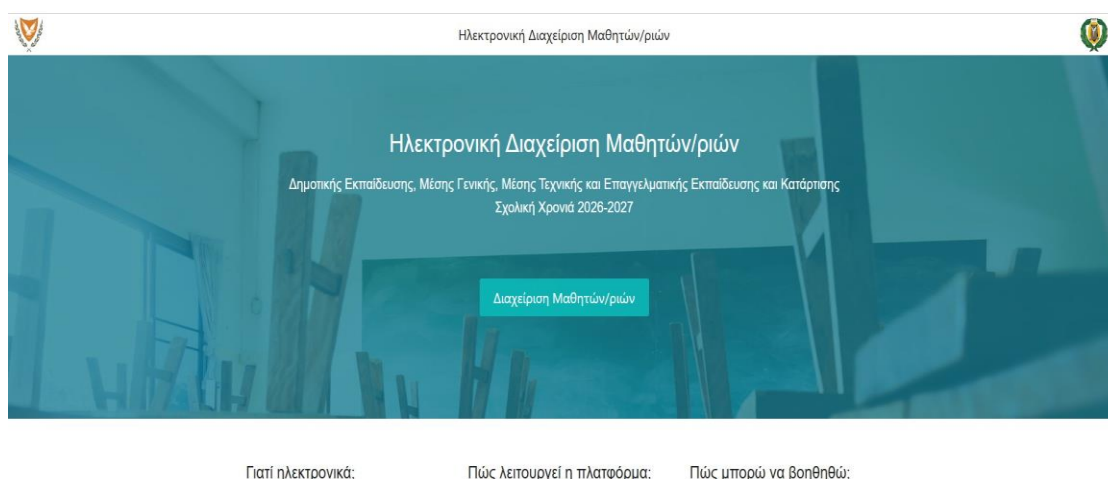 Ηλεκτρονική Διαχείριση Μαθητών/ριών
Ηλεκτρονική Διαχείριση Μαθητών/ριών
Δημοτικής Εκπαίδευσης, Μέσης Γενικής, Μέσης Τεχνικής και Επαγγελματικής Εκπαίδευσης και Κατάρτισης
Σχολική Χρονιά 2026-2027
Διαχείριση Μαθητών/ριών
Γιατί ηλεκτρονικά; Πώς λειτουργεί η πλατφόρμα; Πώς μπορώ να βοηθηθώ;